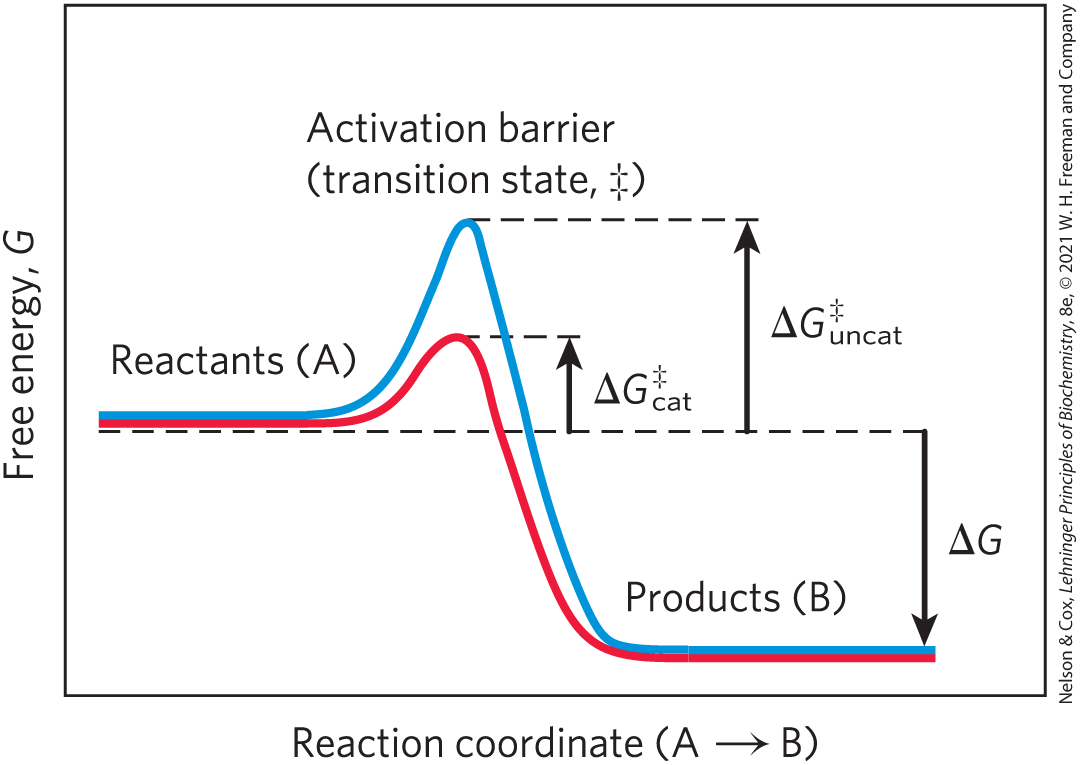 Activation barrier
(transition state, ‡)
Reactants (A)
ΔG‡uncat
ΔG‡cat
ΔG
Products (B)
Free energy, G
Reaction coordinate (A → B)
Nelson & Cox, Lehninger Principles of Biochemistry, 8e, © 2021 W. H. Freeman and Company